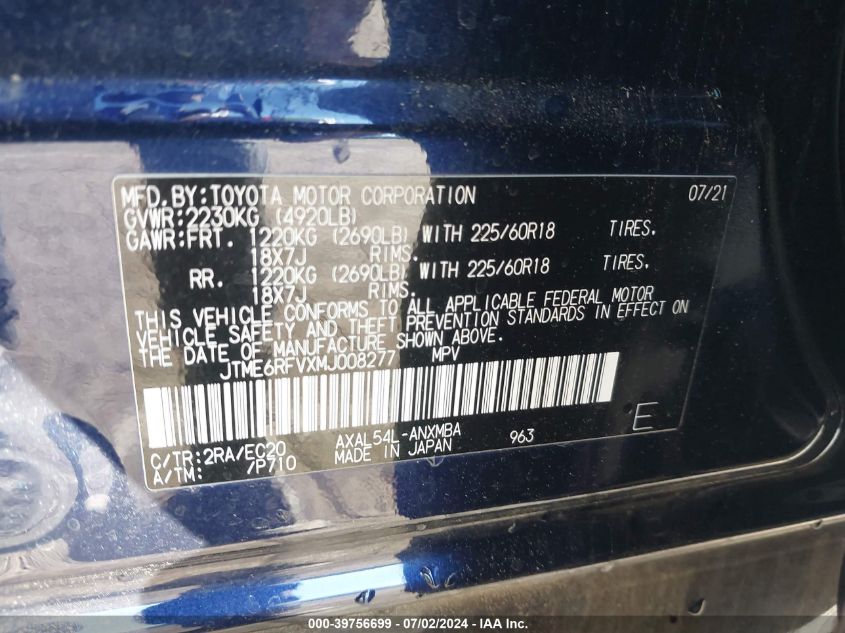 MFD.BY:TOYOTA MOTOR CORPORATION 07/21
GVWR:2230KG (4920LB)
GAWR:FRT. 1220KG (2690LB) WITH 225/60R18 TIRES.
18X7J RIMS.
RR. 1220KG (2690LB) WITH 225/60R18 TIRES.
18X7J RIMS.
THIS VEHICLE CONFORMS TO ALL APPLICABLE FEDERAL MOTOR
VEHICLE SAFETY AND THEFT PREVENTION STANDARDS IN EFFECT ON
THE DATE OF MANUFACTURE SHOWN ABOVE.
JTME6RFVXMJ008277 MPV
E
C/TR:2RA/EC20 AXAL54L-ANXMBA 963
A/TM: /P710 MADE IN JAPAN
000-39756699 / 07/02/2024 - IAA Inc.